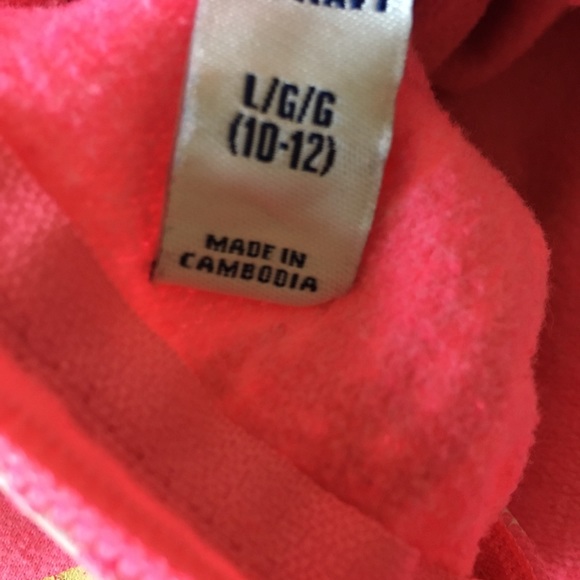 L/G/G
(10-12)
MADE IN
CAMBODIA